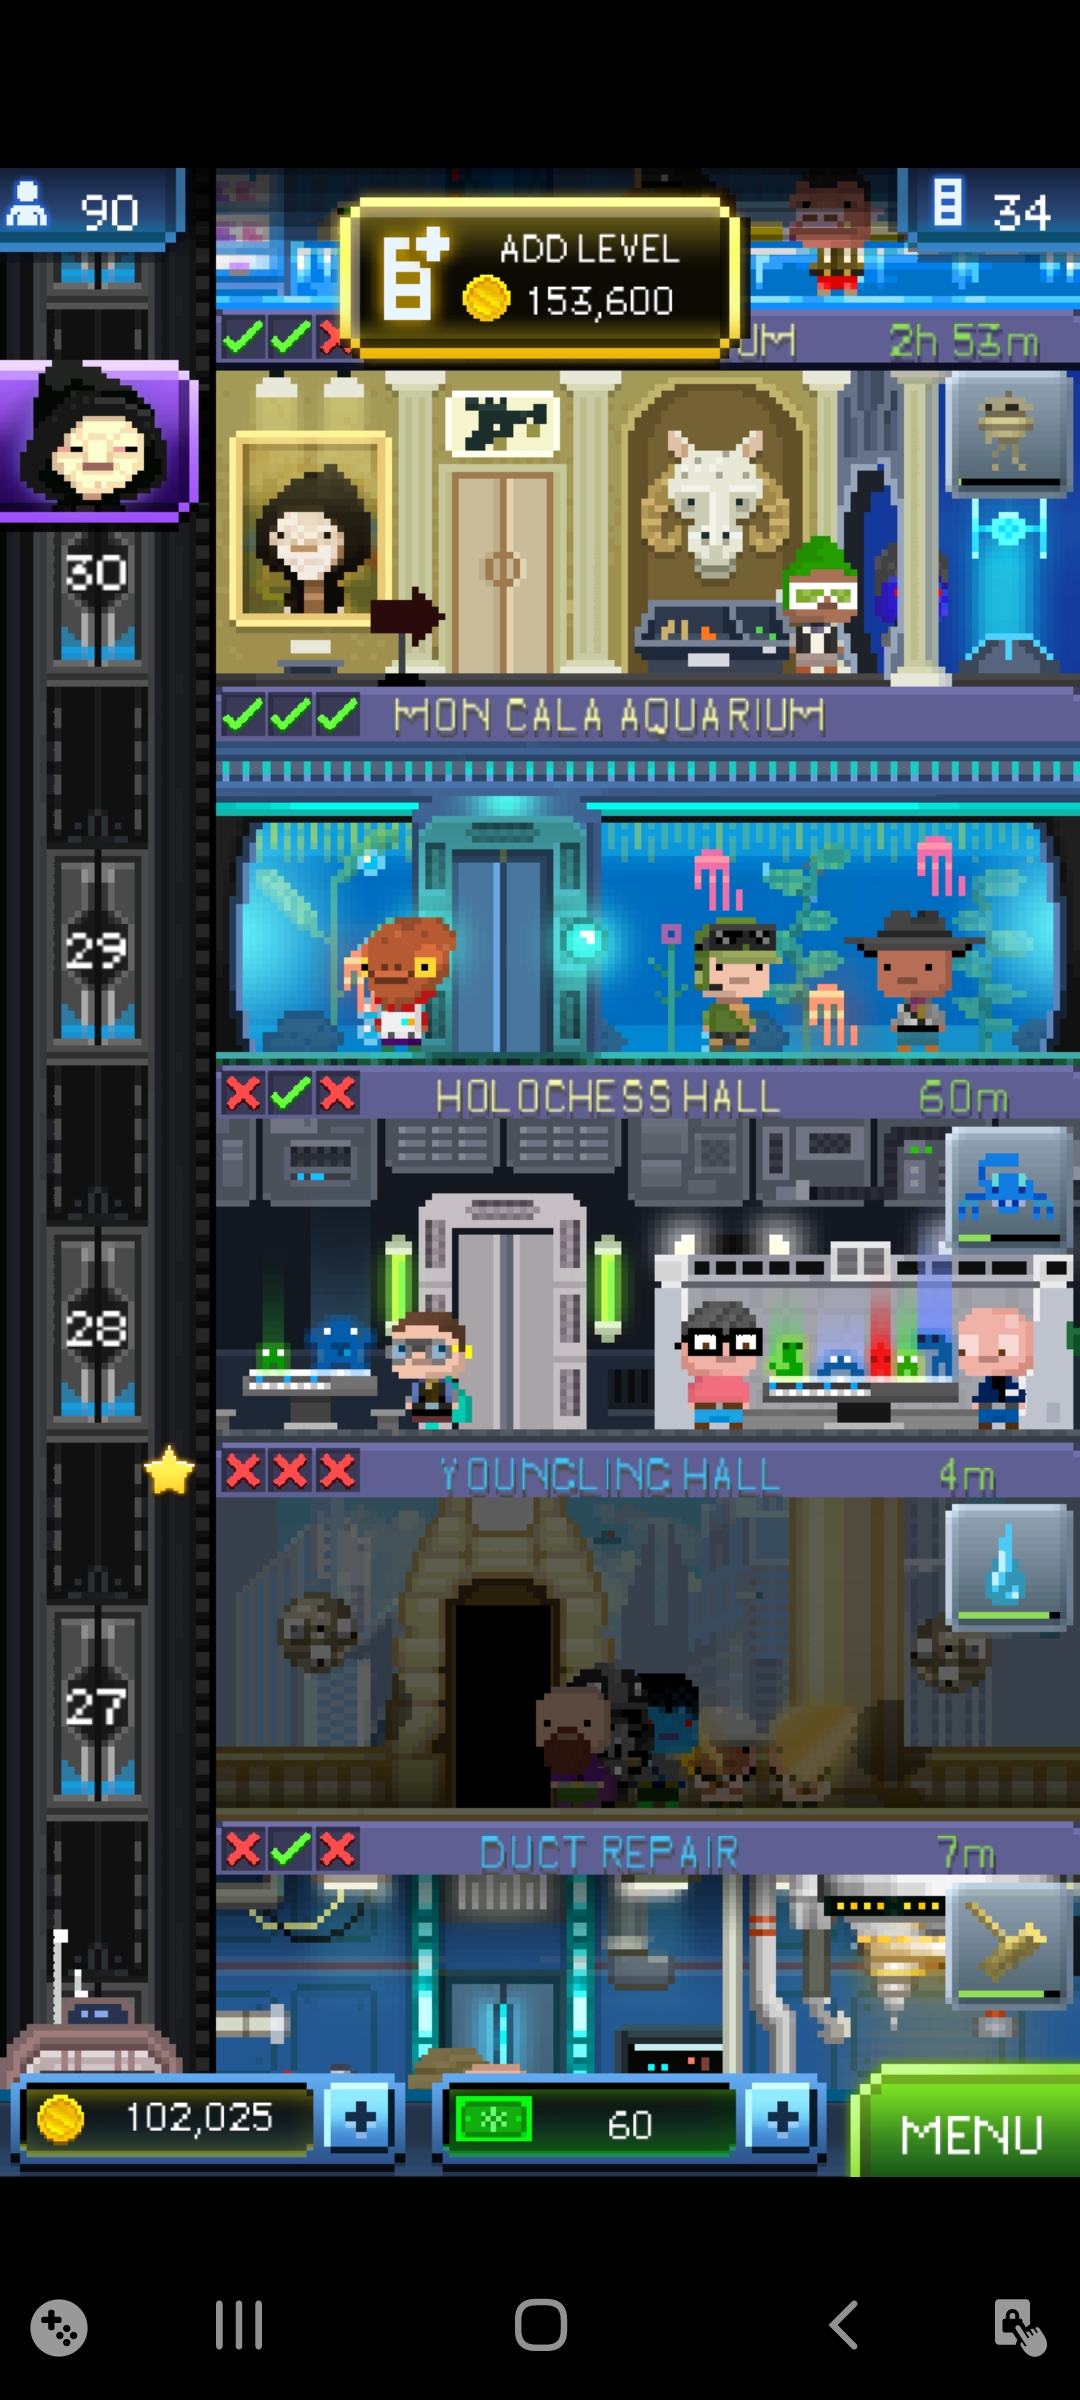 90
ADD LEVEL
153,600
34
UM
2h 53m
30
MON CALA AQUARIUM
29
HOLOCHESS HALL
60m
28
YOUNGLING HALL
4m
27
DUCT REPAIR
7m
102,025
60
MENU